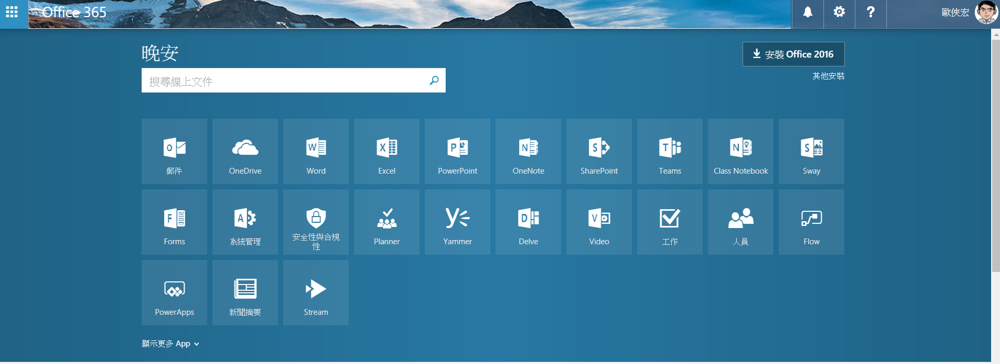 Office 365
?
歐俠宏
晚安
安裝 Office 2016
搜尋線上文件
其他安裝
郵件
OneDrive
Word
Excel
PowerPoint
OneNote
SharePoint
Teams
Class Notebook
Sway
Forms
系統管理
安全性與合規
性
Planner
Yammer
Delve
Video
工作
人員
Flow
PowerApps
新聞摘要
Stream
顯示更多 App